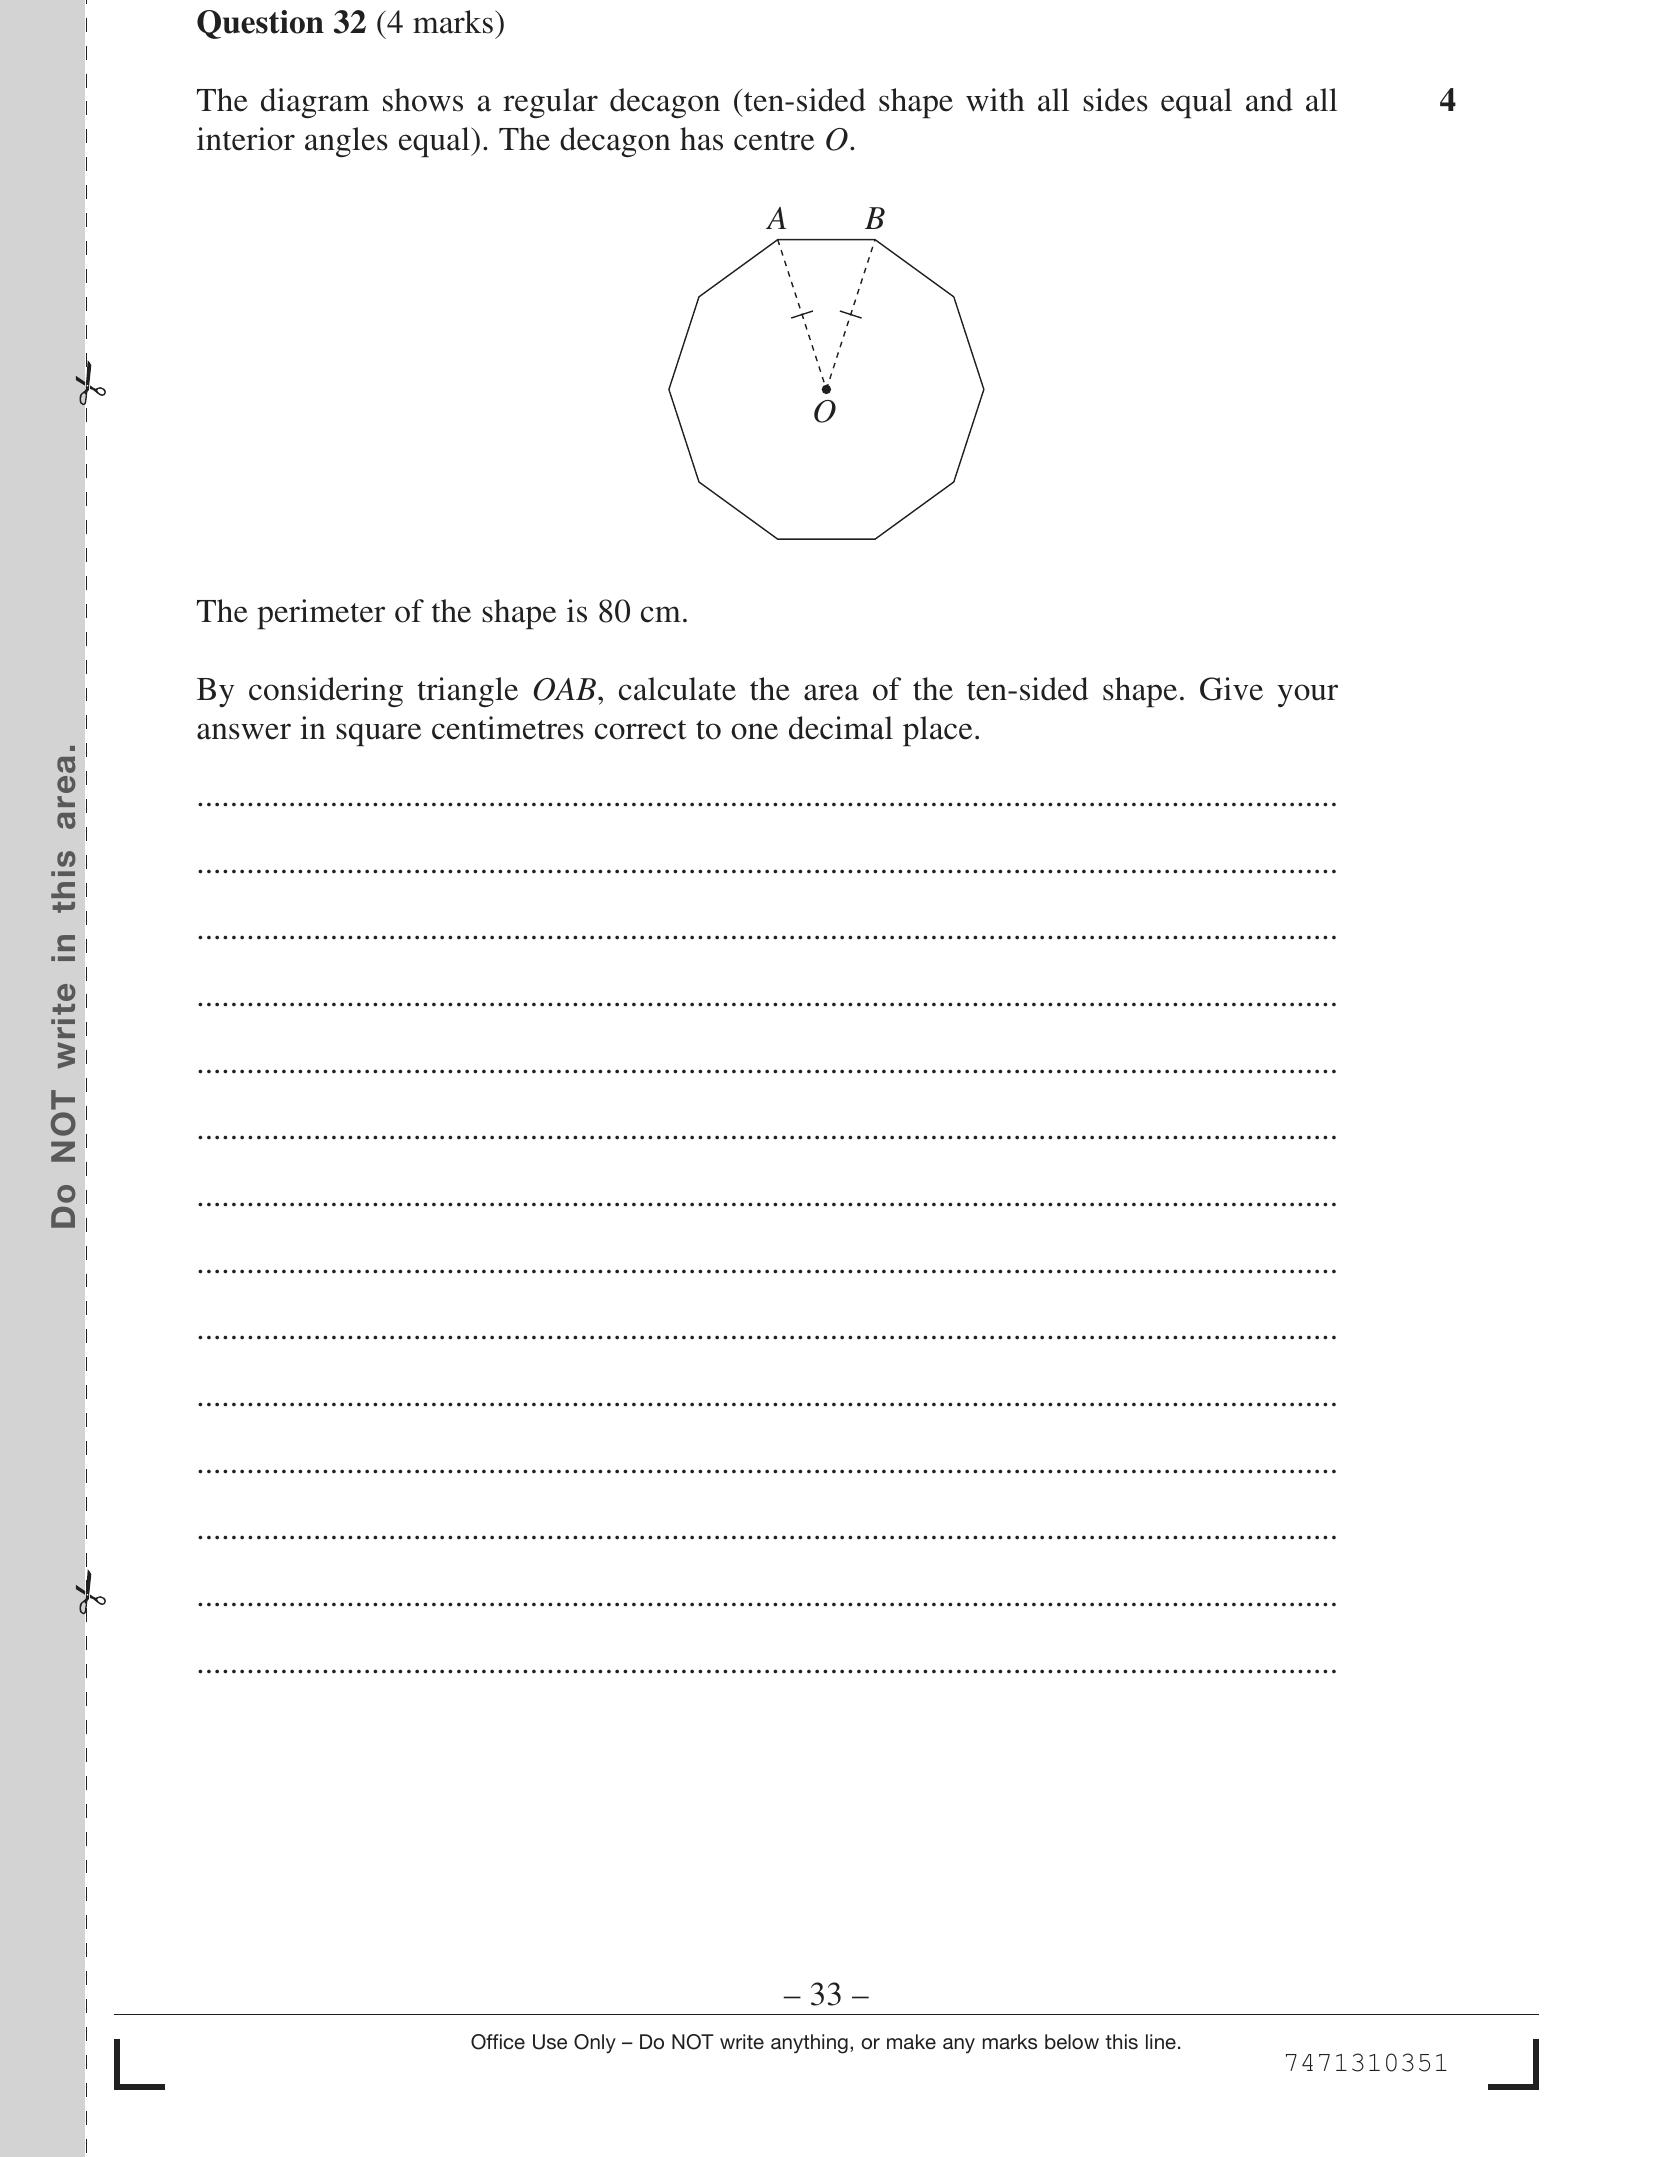 Question 32 (4 marks)
The diagram shows a regular decagon (ten-sided shape with all sides equal and all
4
interior angles equal). The decagon has centre O.
A B
O
The perimeter of the shape is 80 cm.
By considering triangle OAB, calculate the area of the ten-sided shape. Give your
answer in square centimetres correct to one decimal place.
Do NOT write in this area.
– 33 –
Office Use Only – Do NOT write anything, or make any marks below this line.
7471310351